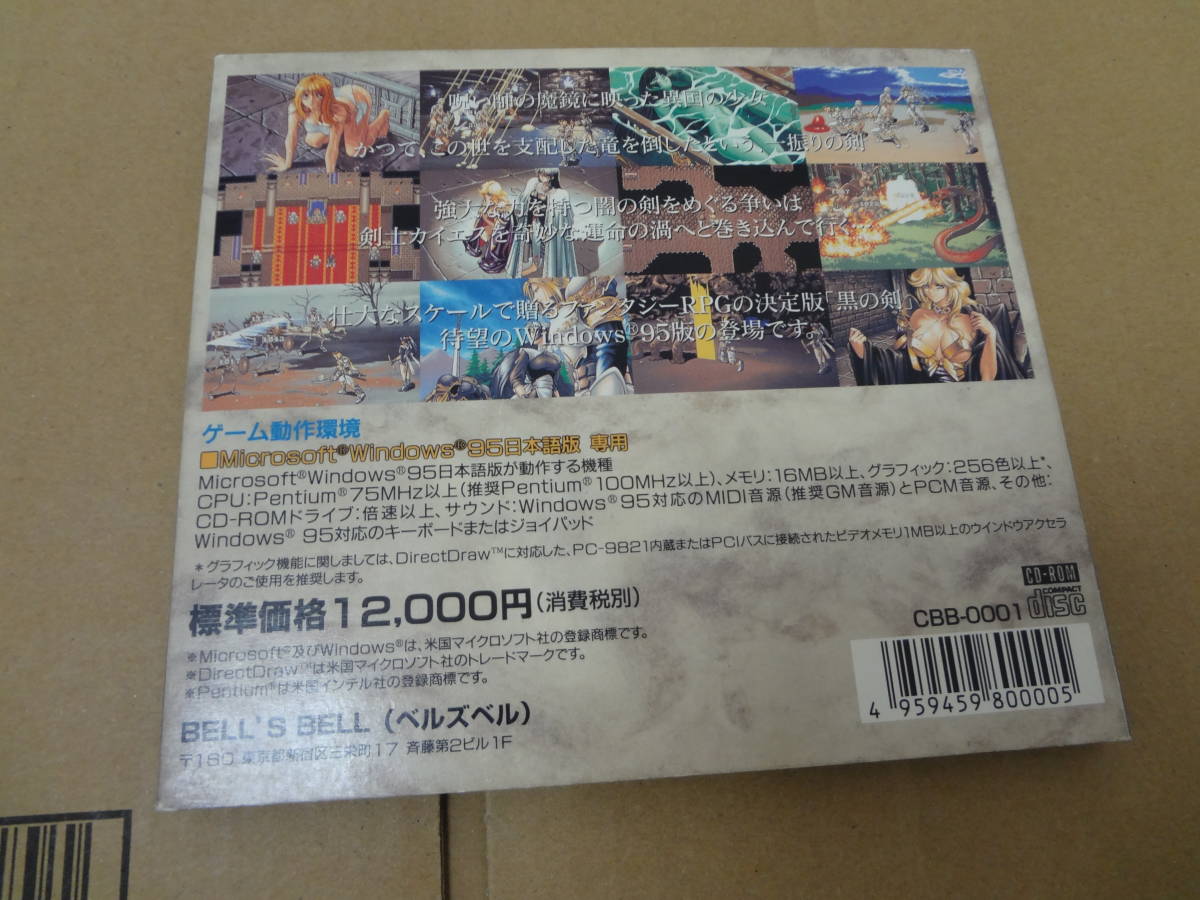 呪い師の魔鏡に映った異国の少女
かつて、この世を支配した竜を倒したという、一振りの剣
強大な力を持つ闇の剣をめぐる争いは
剣士カイエスを奇妙な運命の渦へと巻き込んで行く…
壮大なスケールで贈るファンタジーRPGの決定版「黒の剣」
待望のWindows®95版の登場です。
ゲーム動作環境
■Microsoft®Windows®95日本語版 専用
Microsoft®Windows®95日本語版が動作する機種
CPU:Pentium®75MHz以上(推奨Pentium®100MHz以上)、メモリ:16MB以上、グラフィック:256色以上*、
CD-ROMドライブ:倍速以上、サウンド:Windows®95対応のMIDI音源(推奨GM音源)とPCM音源、その他:
Windows® 95対応のキーボードまたはジョイパッド
*グラフィック機能に関しましては、DirectDraw™に対応した、PC-9821内蔵またはPCIバスに接続されたビデオメモリ1MB以上のウインドウアクセラ
レータのご使用を推奨します。
標準価格12,000円(消費税別)
※Microsoft®及びWindows®は、米国マイクロソフト社の登録商標です。
※DirectDraw™は米国マイクロソフト社のトレードマークです。
※Pentium®は米国インテル社の登録商標です。
BELL'S BELL (ベルズベル)
〒160 東京都新宿区三栄町17 斉藤第2ビル1F
CD-ROM
COMPACT
disc
CBB-0001
4 959459 800005